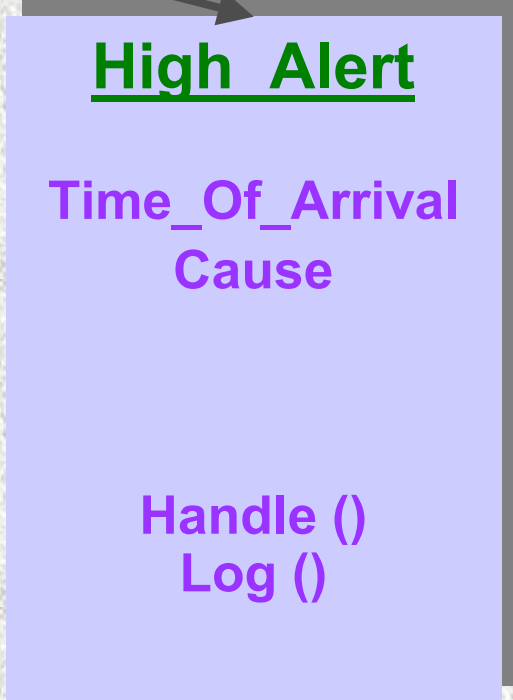 High_Alert
Time_Of_Arrival
Cause
Handle ()
Log ()